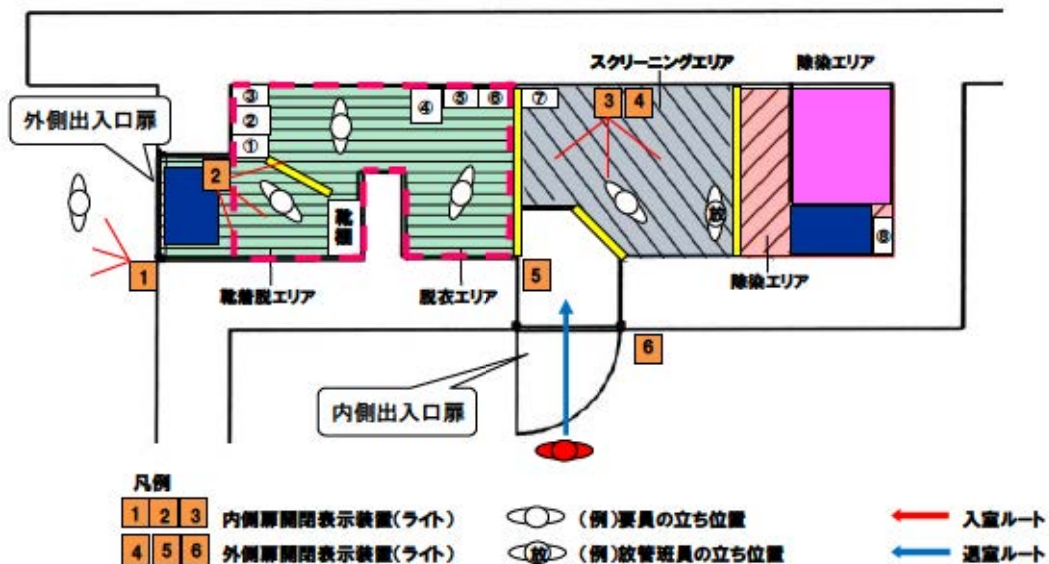 スクリーニングエリア
除染エリア
外側出入口扉
③
②
①
④
⑤
⑥
⑦
3
4
2
靴棚
放
⑧
1
靴着脱エリア
脱衣エリア
5
除染エリア
6
内側出入口扉
凡例
1 2 3 内側扉開閉表示装置(ライト) (例)要員の立ち位置 入室ルート
4 5 6 外側扉開閉表示装置(ライト) 放 (例)放管班員の立ち位置 退室ルート